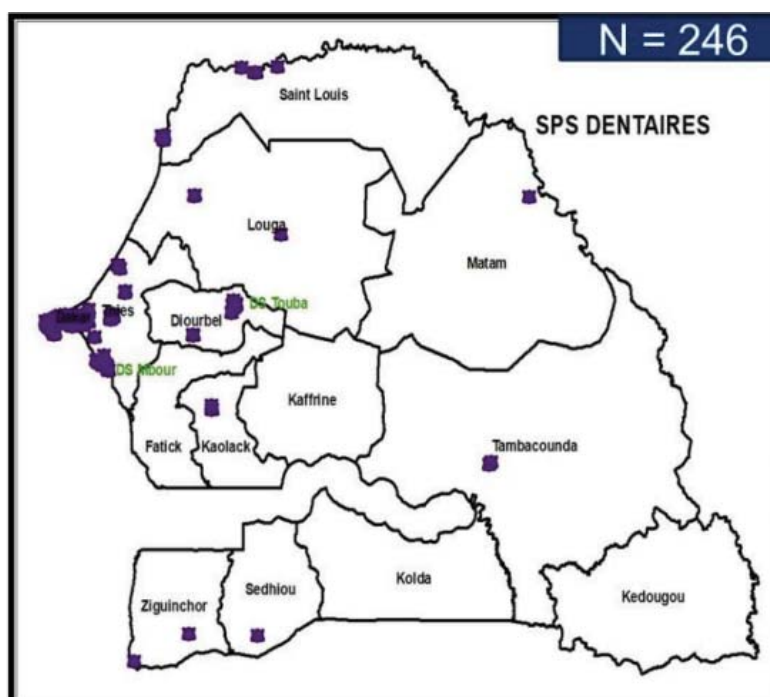 N = 246
SPS DENTAIRES
Saint Louis
Louga
Matam
DS Touba
Dakar
Thies
Diourbel
DS Mbour
Kaffrine
Fatick
Kaolack
Tambacounda
Kolda
Sedhiou
Ziguinchor
Kedougou